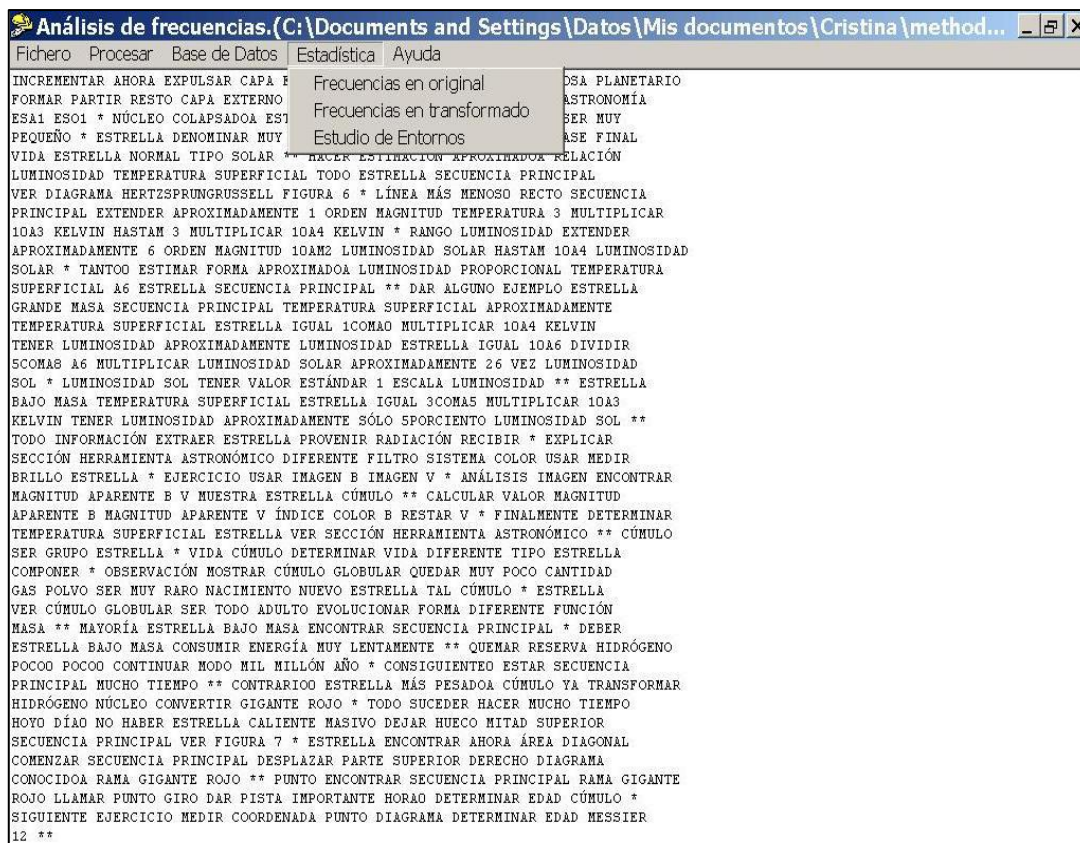 Análisis de frecuencias.(C:\Documents and Settings\Datos\Mis documentos\Cristina\method...
Fichero Procesar Base de Datos Estadística Ayuda
Frecuencias en original
Frecuencias en transformado
Estudio de Entornos
INCREMENTAR AHORA EXPULSAR CAPA PLANETARIO
FORMAR PARTIR RESTO CAPA EXTERNO ASTRONOMÍA
ESA1 ESO1 * NÚCLEO COLAPSADOA SER MUY
PEQUEÑO * ESTRELLA DENOMINAR MUY FINAL
VIDA ESTRELLA NORMAL TIPO SOLAR ** HACER ESTIMACIÓN APROXIMADOA RELACIÓN
LUMINOSIDAD TEMPERATURA SUPERFICIAL TODO ESTRELLA SECUENCIA PRINCIPAL
VER DIAGRAMA HERTZSPRUNGRUSSELL FIGURA 6 * LÍNEA MÁS MENOSO RECTO SECUENCIA
PRINCIPAL EXTENDER APROXIMADAMENTE 1 ORDEN MAGNITUD TEMPERATURA 3 MULTIPLICAR
10A3 KELVIN HASTAM 3 MULTIPLICAR 10A4 KELVIN * RANGO LUMINOSIDAD EXTENDER
APROXIMADAMENTE 6 ORDEN MAGNITUD 10AM2 LUMINOSIDAD SOLAR HASTAM 10A4 LUMINOSIDAD
SOLAR * TANTOO ESTIMAR FORMA APROXIMADOA LUMINOSIDAD PROPORCIONAL TEMPERATURA
SUPERFICIAL A6 ESTRELLA SECUENCIA PRINCIPAL ** DAR ALGUNO EJEMPLO ESTRELLA
GRANDE MASA SECUENCIA PRINCIPAL TEMPERATURA SUPERFICIAL APROXIMADAMENTE
TEMPERATURA SUPERFICIAL ESTRELLA IGUAL 1COMA0 MULTIPLICAR 10A4 KELVIN
TENER LUMINOSIDAD APROXIMADAMENTE LUMINOSIDAD ESTRELLA IGUAL 10A6 DIVIDIR
5COMA8 A6 MULTIPLICAR LUMINOSIDAD SOLAR APROXIMADAMENTE 26 VEZ LUMINOSIDAD
SOL * LUMINOSIDAD SOL TENER VALOR ESTÁNDAR 1 ESCALA LUMINOSIDAD ** ESTRELLA
BAJO MASA TEMPERATURA SUPERFICIAL ESTRELLA IGUAL 3COMA5 MULTIPLICAR 10A3
KELVIN TENER LUMINOSIDAD APROXIMADAMENTE SÓLO 5PORCIENTO LUMINOSIDAD SOL **
TODO INFORMACIÓN EXTRAER ESTRELLA PROVENIR RADIACIÓN RECIBIR * EXPLICAR
SECCIÓN HERRAMIENTA ASTRONÓMICO DIFERENTE FILTRO SISTEMA COLOR USAR MEDIR
BRILLO ESTRELLA * EJERCICIO USAR IMAGEN B IMAGEN V * ANÁLISIS IMAGEN ENCONTRAR
MAGNITUD APARENTE B V MUESTRA ESTRELLA CÚMULO ** CALCULAR VALOR MAGNITUD
APARENTE B MAGNITUD APARENTE V ÍNDICE COLOR B RESTAR V * FINALMENTE DETERMINAR
TEMPERATURA SUPERFICIAL ESTRELLA VER SECCIÓN HERRAMIENTA ASTRONÓMICO ** CÚMULO
SER GRUPO ESTRELLA * VIDA CÚMULO DETERMINAR VIDA DIFERENTE TIPO ESTRELLA
COMPONER * OBSERVACIÓN MOSTRAR CÚMULO GLOBULAR QUEDAR MUY POCO CANTIDAD
GAS POLVO SER MUY RARO NACIMIENTO NUEVO ESTRELLA TAL CÚMULO * ESTRELLA
VER CÚMULO GLOBULAR SER TODO ADULTO EVOLUCIONAR FORMA DIFERENTE FUNCIÓN
MASA ** MAYORÍA ESTRELLA BAJO MASA ENCONTRAR SECUENCIA PRINCIPAL * DEBER
ESTRELLA BAJO MASA CONSUMIR ENERGÍA MUY LENTAMENTE ** QUEMAR RESERVA HIDRÓGENO
POCOO POCOO CONTINUAR MODO MIL MILLÓN AÑO * CONSIGUIENTEO ESTAR SECUENCIA
PRINCIPAL MUCHO TIEMPO ** CONTRARIOO ESTRELLA MÁS PESADOA CÚMULO YA TRANSFORMAR
HIDRÓGENO NÚCLEO CONVERTIR GIGANTE ROJO * TODO SUCEDER HACER MUCHO TIEMPO
HOYO DÍAO NO HABER ESTRELLA CALIENTE MASIVO DEJAR HUECO MITAD SUPERIOR
SECUENCIA PRINCIPAL VER FIGURA 7 * ESTRELLA ENCONTRAR AHORA ÁREA DIAGONAL
COMENZAR SECUENCIA PRINCIPAL DESPLAZAR PARTE SUPERIOR DERECHO DIAGRAMA
CONOCIDOA RAMA GIGANTE ROJO ** PUNTO ENCONTRAR SECUENCIA PRINCIPAL RAMA GIGANTE
ROJO LLAMAR PUNTO GIRO DAR PISTA IMPORTANTE HORAO DETERMINAR EDAD CÚMULO *
SIGUIENTE EJERCICIO MEDIR COORDENADA PUNTO DIAGRAMA DETERMINAR EDAD MESSIER
12 **